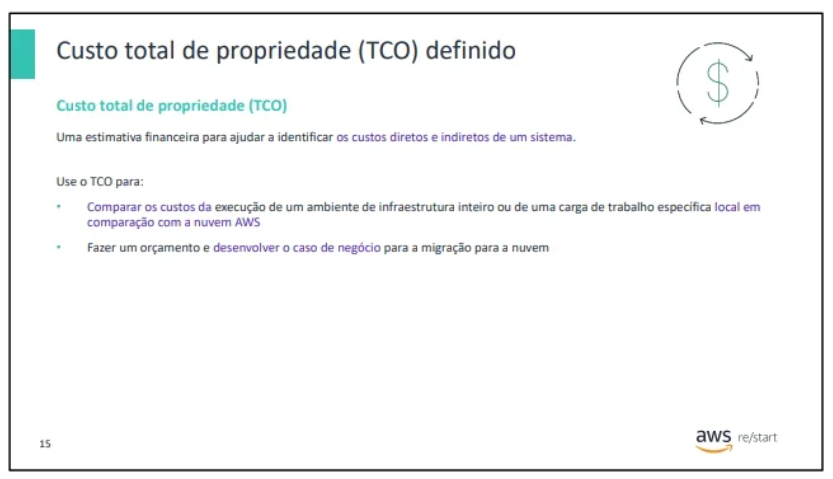 Custo total de propriedade (TCO) definido
Custo total de propriedade (TCO)
Uma estimativa financeira para ajudar a identificar os custos diretos e indiretos de um sistema.
Use o TCO para:
• Comparar os custos da execução de um ambiente de infraestrutura inteiro ou de uma carga de trabalho específica local em
comparação com a nuvem AWS
• Fazer um orçamento e desenvolver o caso de negócio para a migração para a nuvem
$
15
aws re/start